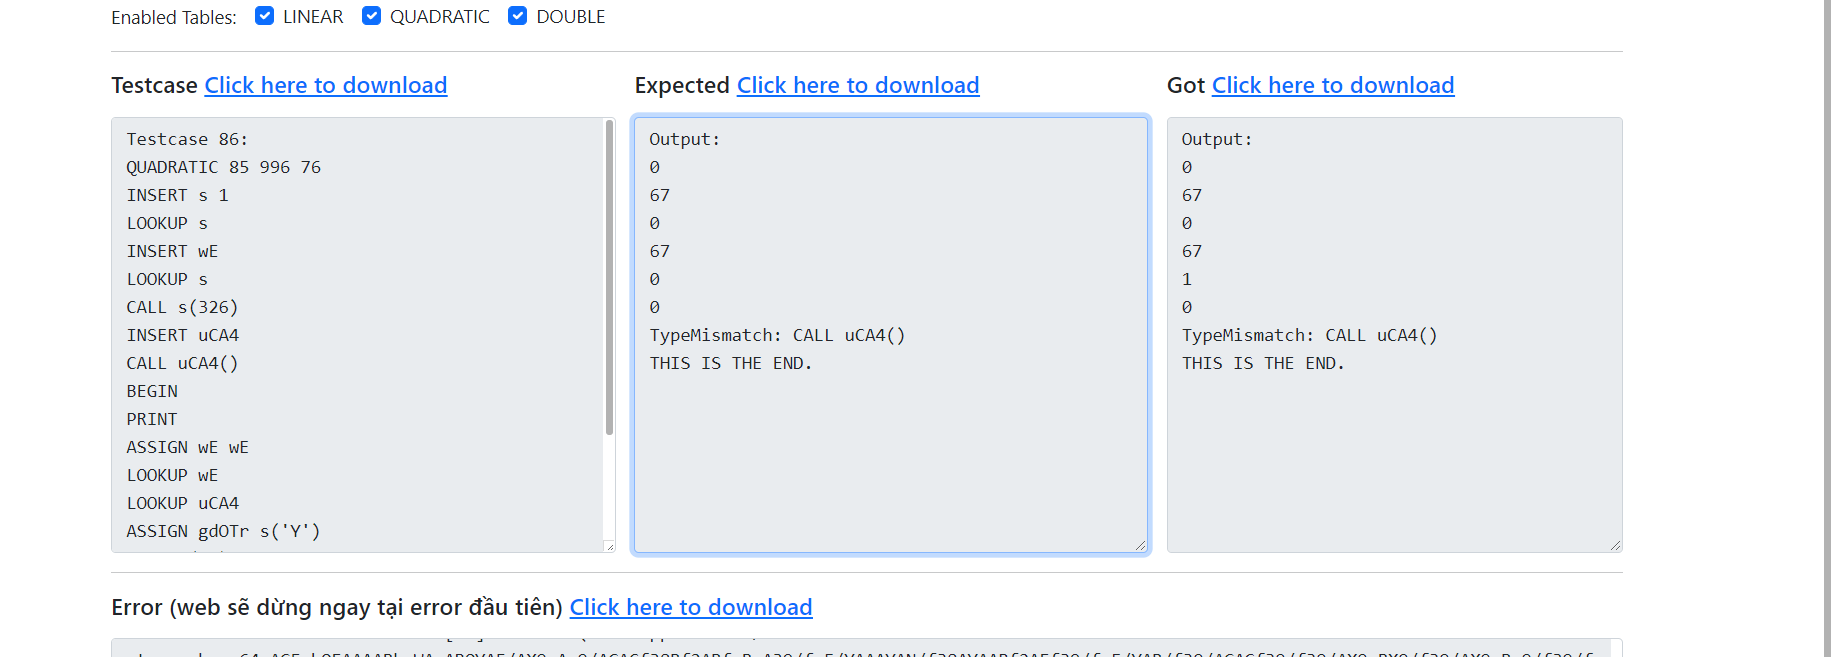 Enabled Tables: LINEAR QUADRATIC DOUBLE
Testcase Click here to download
Testcase 86:
QUADRATIC 85 996 76
INSERT s 1
LOOKUP s
INSERT wE
LOOKUP s
CALL s(326)
INSERT uCA4
CALL uCA4()
BEGIN
PRINT
ASSIGN wE wE
LOOKUP wE
LOOKUP uCA4
ASSIGN gdOTr s('Y')
Expected Click here to download
Output:
0
67
0
67
0
0
TypeMismatch: CALL uCA4()
THIS IS THE END.
Got Click here to download
Output:
0
67
0
67
1
0
TypeMismatch: CALL uCA4()
THIS IS THE END.
Error (web sẽ dừng ngay tại error đầu tiên) Click here to download